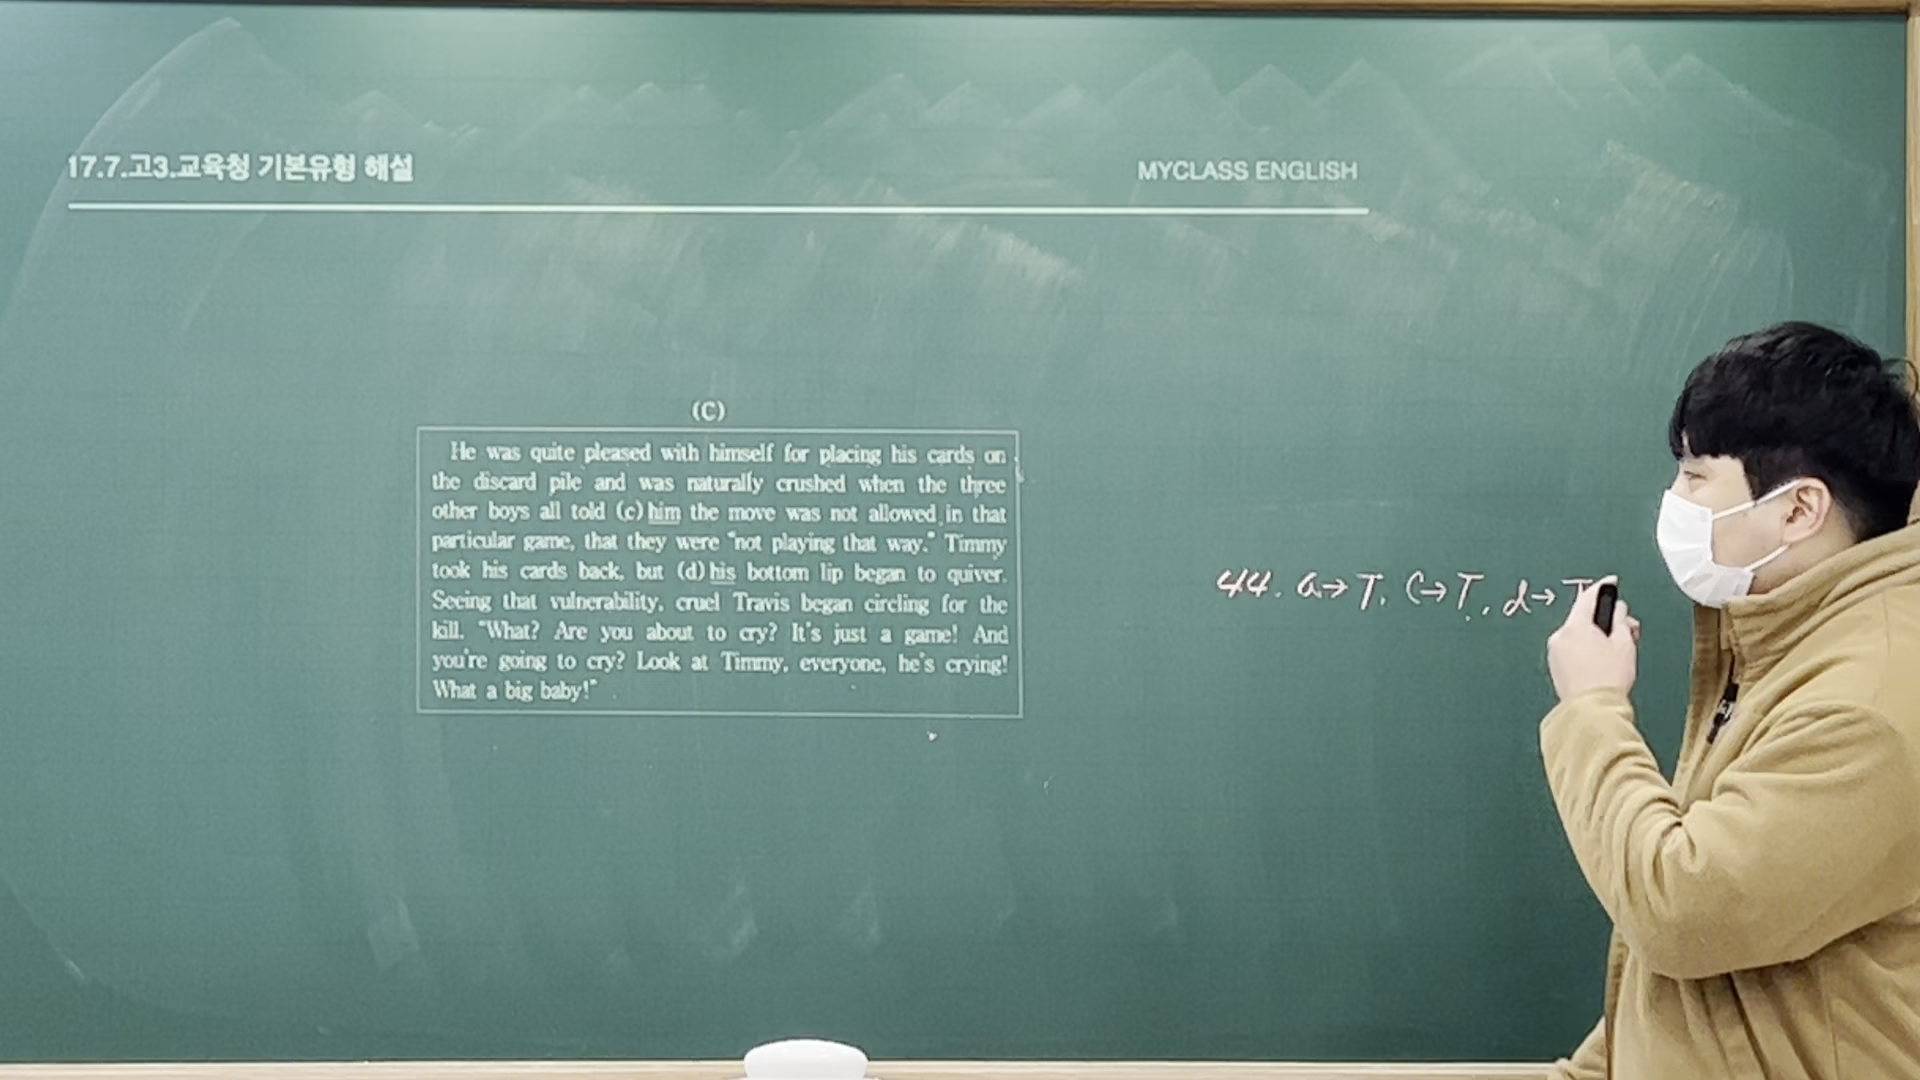 17.7.고3.교육청 기본유형 해설
MYCLASS ENGLISH
(C)
He was quite pleased with himself for placing his cards on
the discard pile and was naturally crushed when the three
other boys all told (c) him the move was not allowed in that
particular game, that they were “not playing that way.” Timmy
took his cards back, but (d) his bottom lip began to quiver.
Seeing that vulnerability, cruel Travis began circling for the
kill. “What? Are you about to cry? It's just a game! And
you're going to cry? Look at Timmy, everyone, he's crying!
What a big baby!”
44. a→T, C→T, d→T